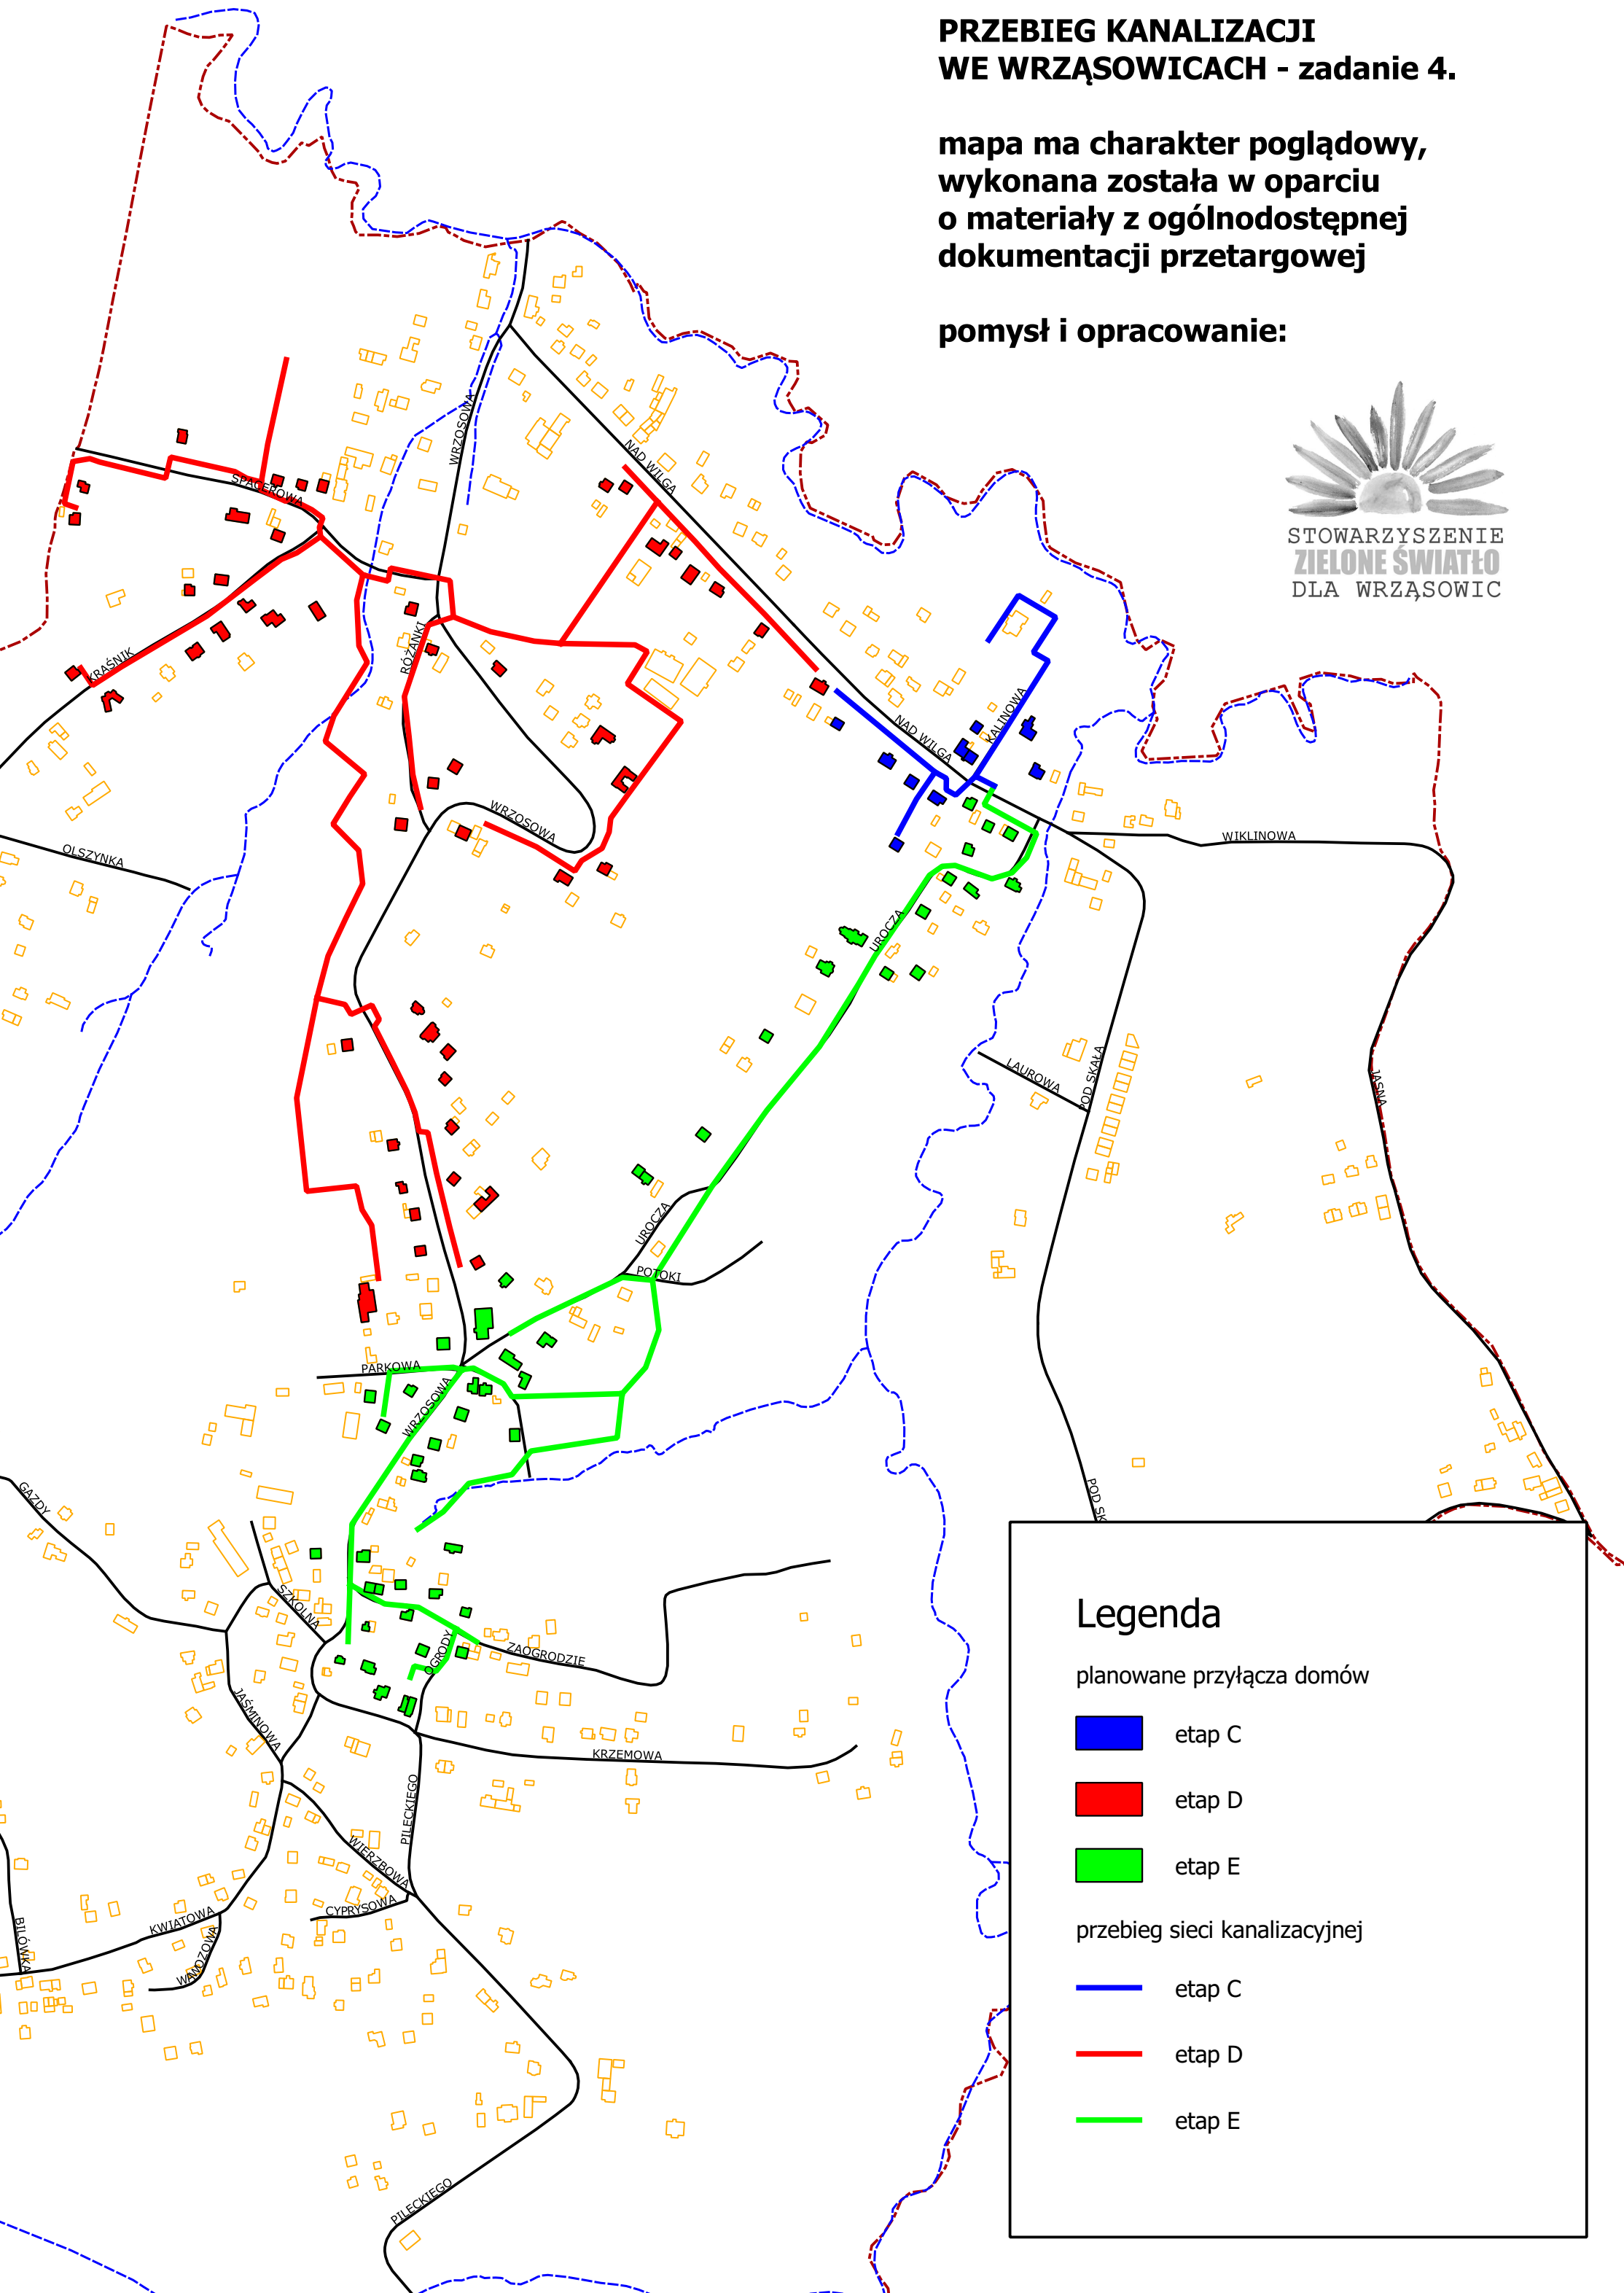 PRZEBIEG KANALIZACJI
WE WRZĄSOWICACH - zadanie 4.
mapa ma charakter poglądowy,
wykonana została w oparciu
o materiały z ogólnodostępnej
dokumentacji przetargowej
pomysł i opracowanie:
STOWARZYSZENIE
ZIELONE ŚWIATŁO
DLA WRZĄSOWIC
WRZOSOWA
NAD WILGA
SPACEROWA
KRAŚNIK
RÓŻANKI
NAD WILGA
KALINOWA
WRZOSOWA
WIKLINOWA
OLSZYNKA
UROCZA
LAUROWA
POD SKAŁA
JASNA
UROCZA
POTOKI
PARKOWA
WRZOSOWA
GAZDY
POD SK
SZKOLNA
OGRODY
ZAOGRODZIE
JAŚMINOWA
KRZEMOWA
PILECKIEGO
WIERZBOWA
CYPRYSOWA
KWIATOWA
WAWOZOWA
BILÓWKA
PILECKIEGO
Legenda
planowane przyłącza domów
etap C
etap D
etap E
przebieg sieci kanalizacyjnej
etap C
etap D
etap E